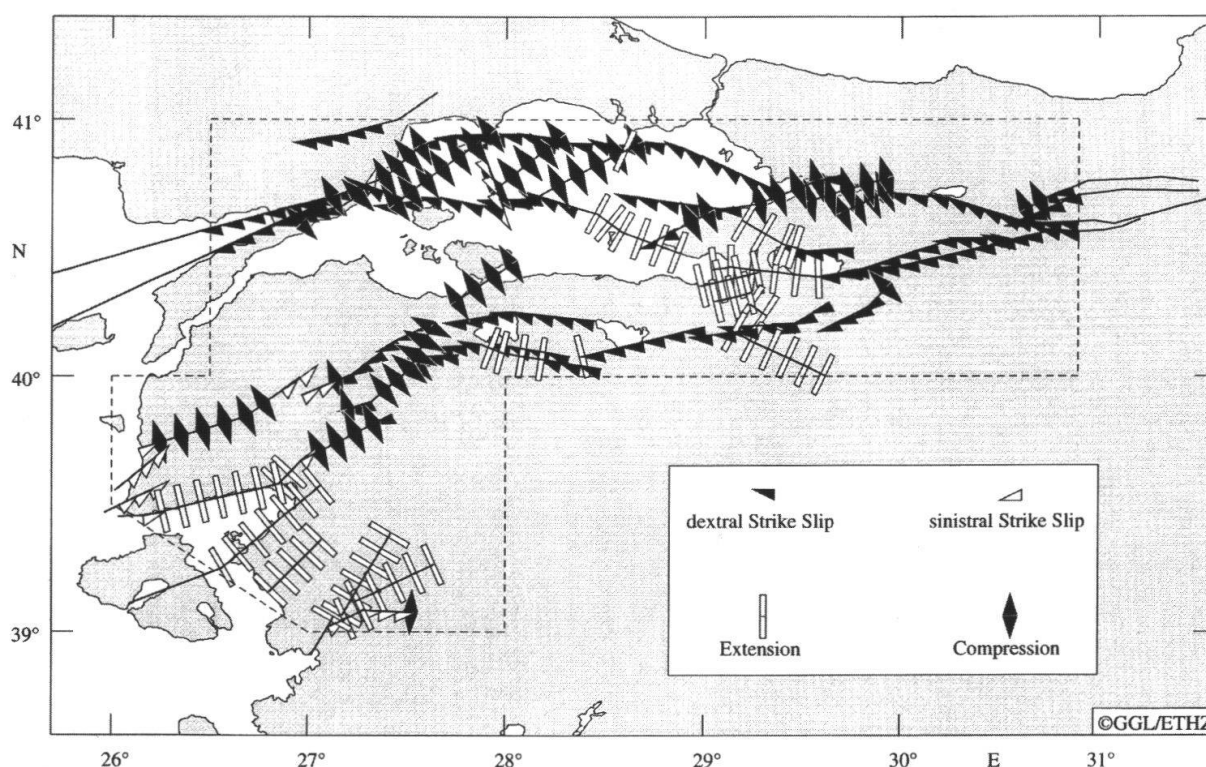 41°
N
40°
39°
dextral Strike Slip
sinistral Strike Slip
Extension
Compression
©GGL/ETHZ
26°
27°
28°
29°
30°
E
31°